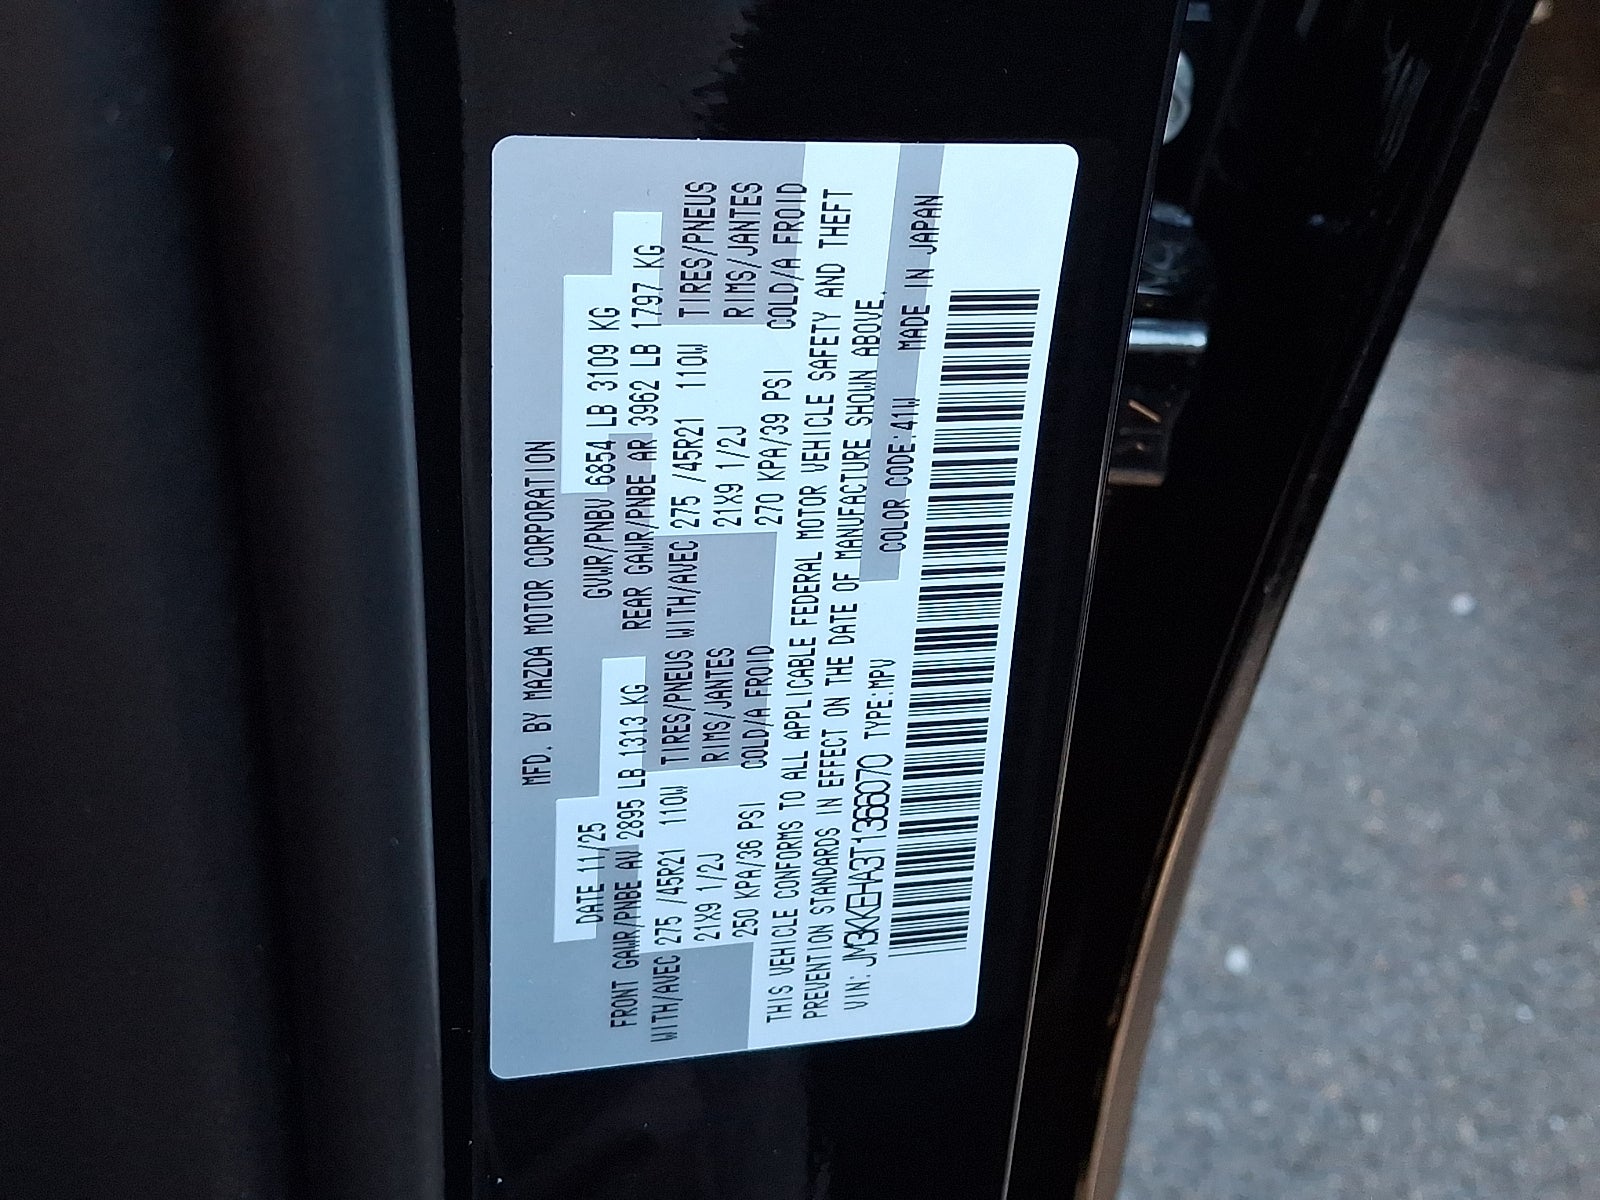 MFD. BY MAZDA MOTOR CORPORATION
DATE 11/25 GVWR/PNBV 6854 LB 3109 KG
FRONT GAWR/PNBE AV 2895 LB 1313 KG REAR GAWR/PNBE AR 3962 LB 1797 KG
WITH/AVEC 275 /45R21 110W TIRES/PNEUS WITH/AVEC 275 /45R21 110W TIRES/PNEUS
21X9 1/2J RIMS/JANTES 21X9 1/2J RIMS/JANTES
250 KPA/36 PSI COLD/A FROID 270 KPA/39 PSI COLD/A FROID
THIS VEHICLE CONFORMS TO ALL APPLICABLE FEDERAL MOTOR VEHICLE SAFETY AND THEFT
PREVENTION STANDARDS IN EFFECT ON THE DATE OF MANUFACTURE SHOWN ABOVE.
VIN: JM3KKEHA3T1366070 TYPE:MPV COLOR CODE:41W MADE IN JAPAN